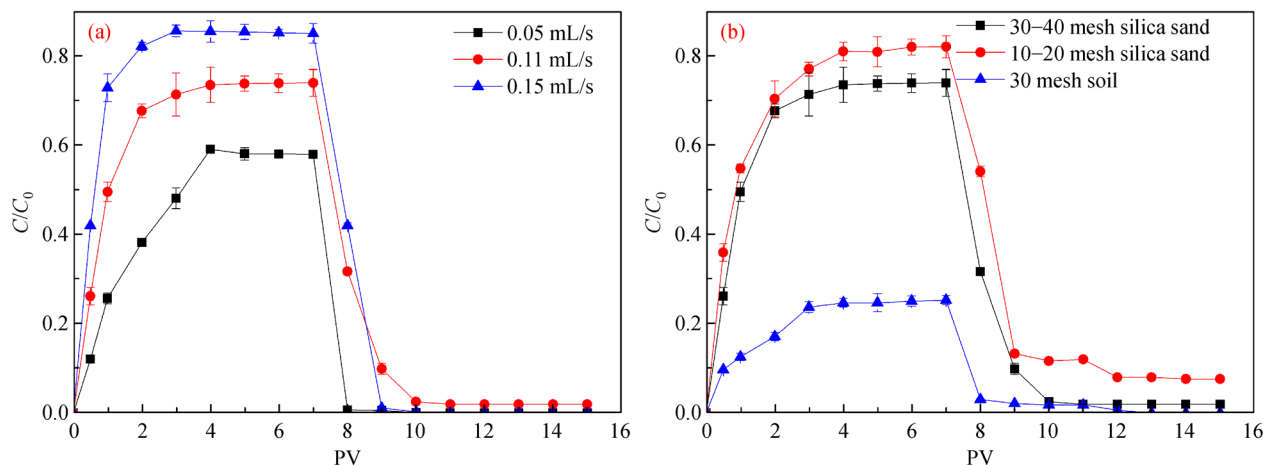 (a)
0.05 mL/s
0.11 mL/s
0.15 mL/s
0.8
0.6
0.4
0.2
0.0
C/C0
0 2 4 6 8 10 12 14 16
PV
(b)
30−40 mesh silica sand
10−20 mesh silica sand
30 mesh soil
0.8
0.6
0.4
0.2
0.0
C/C0
0 2 4 6 8 10 12 14 16
PV